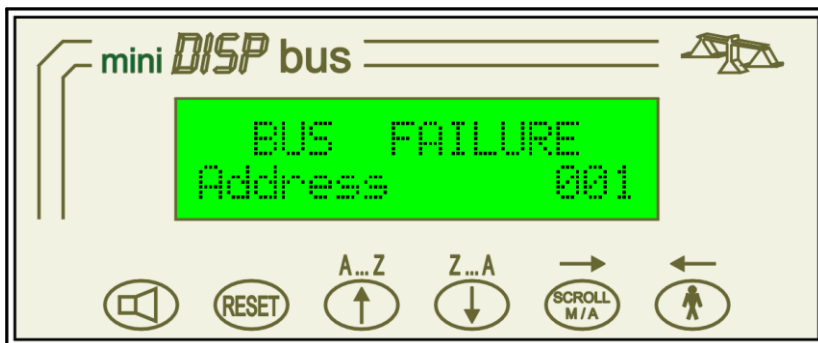 mini DISP bus
BUS FAILURE
Address 001
A...Z Z...A
RESET SCROLL
M/A